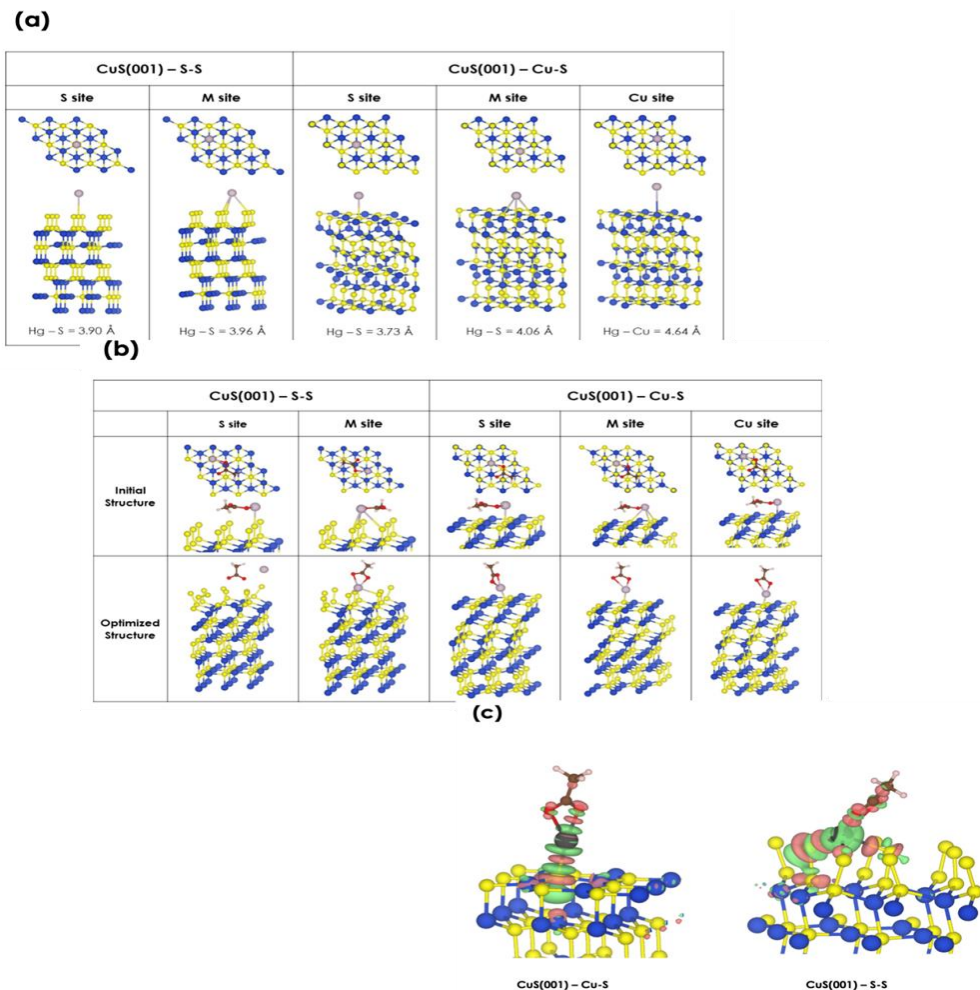 (a)
CuS(001) – S-S
CuS(001) – Cu-S
S site
M site
S site
M site
Cu site
Hg – S = 3.90 Å
Hg – S = 3.96 Å
Hg – S = 3.73 Å
Hg – S = 4.06 Å
Hg – Cu = 4.64 Å
(b)
CuS(001) – S-S
CuS(001) – Cu-S
S site
M site
S site
M site
Cu site
Initial
Structure
Optimized
Structure
(c)
CuS(001) – Cu-S
CuS(001) – S-S